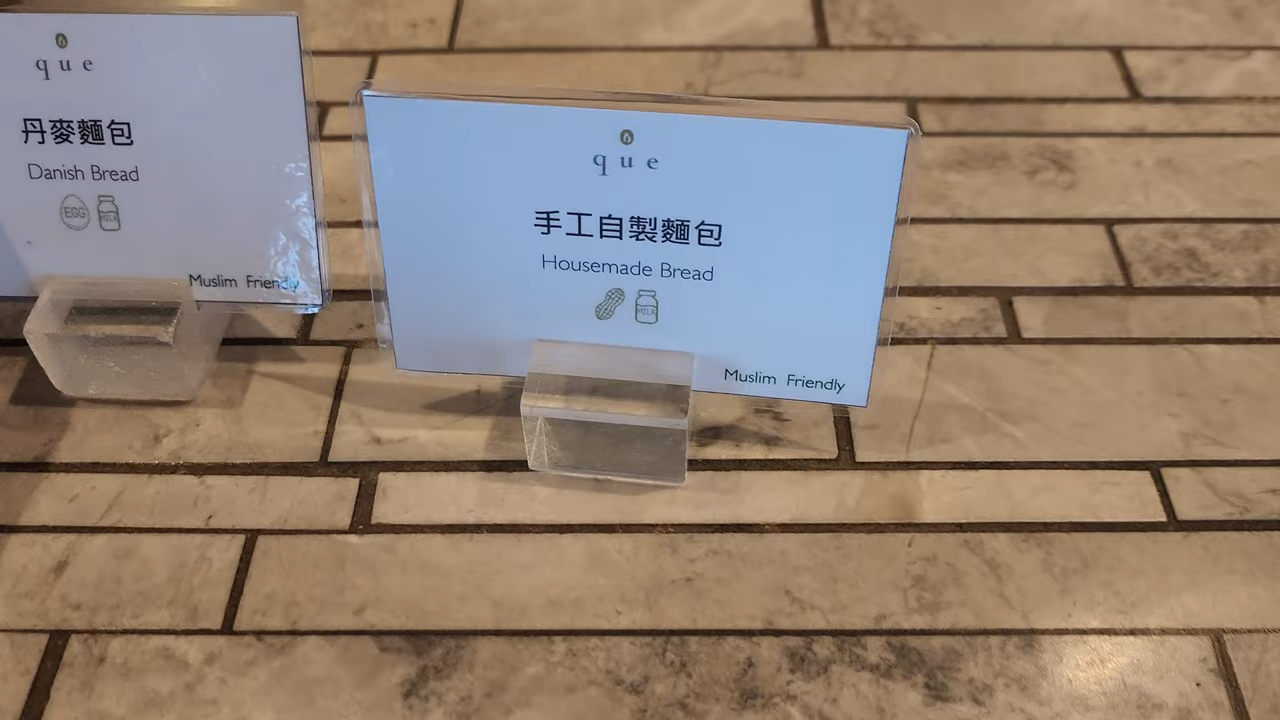 que
丹麥麵包
Danish Bread
EGG MILK
Muslim Friendly
que
手工自製麵包
Housemade Bread
MILK
Muslim Friendly